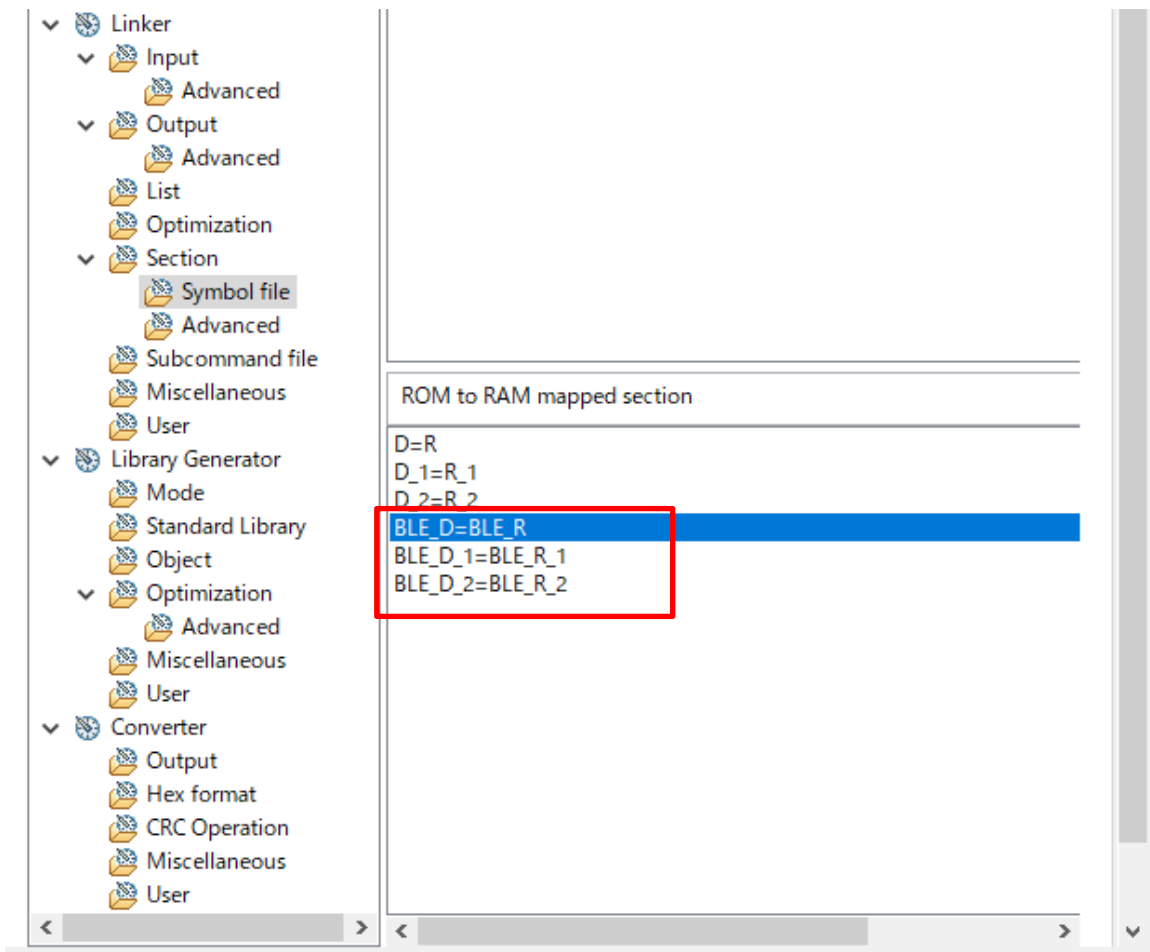 Linker
Input
Advanced
Output
Advanced
List
Optimization
Section
Symbol file
Advanced
Subcommand file
Miscellaneous
User
Library Generator
Mode
Standard Library
Object
Optimization
Advanced
Miscellaneous
User
Converter
Output
Hex format
CRC Operation
Miscellaneous
User
ROM to RAM mapped section
D=R
D_1=R_1
D_2=R_2
BLE_D=BLE_R
BLE_D_1=BLE_R_1
BLE_D_2=BLE_R_2